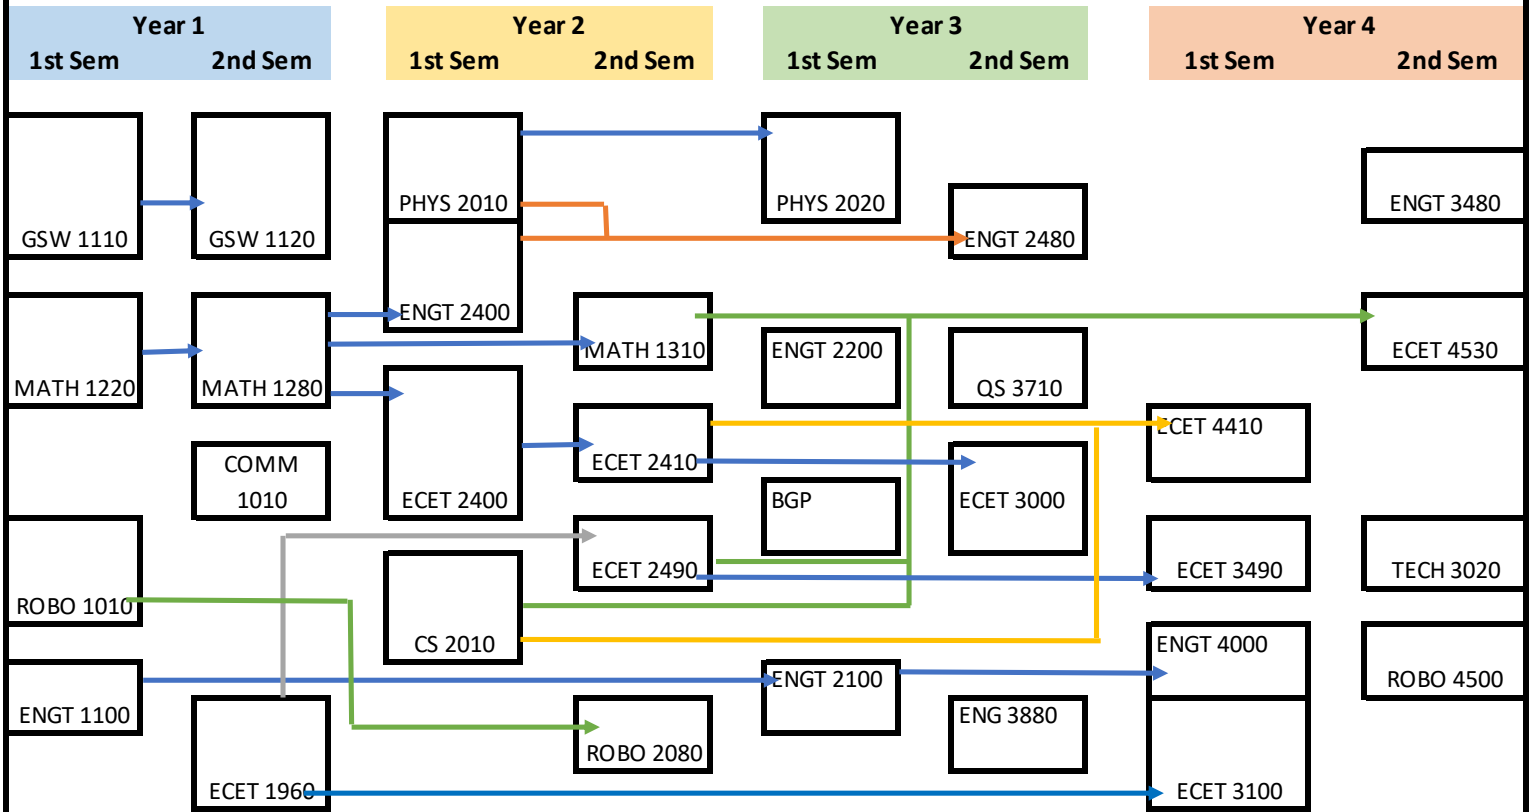 Year 1
Year 2
Year 3
Year 4
1st Sem
2nd Sem
1st Sem
2nd Sem
1st Sem
2nd Sem
1st Sem
2nd Sem
GSW 1110
GSW 1120
PHYS 2010
PHYS 2020
ENGT 2480
ENGT 3480
MATH 1220
MATH 1280
ENGT 2400
MATH 1310
ENGT 2200
QS 3710
ECET 4530
COMM
1010
ECET 2400
ECET 2410
BGP
ECET 3000
ECET 4410
ROBO 1010
CS 2010
ECET 2490
ECET 3490
TECH 3020
ENGT 1100
ECET 1960
ROBO 2080
ENGT 2100
ENG 3880
ENGT 4000
ECET 3100
ROBO 4500